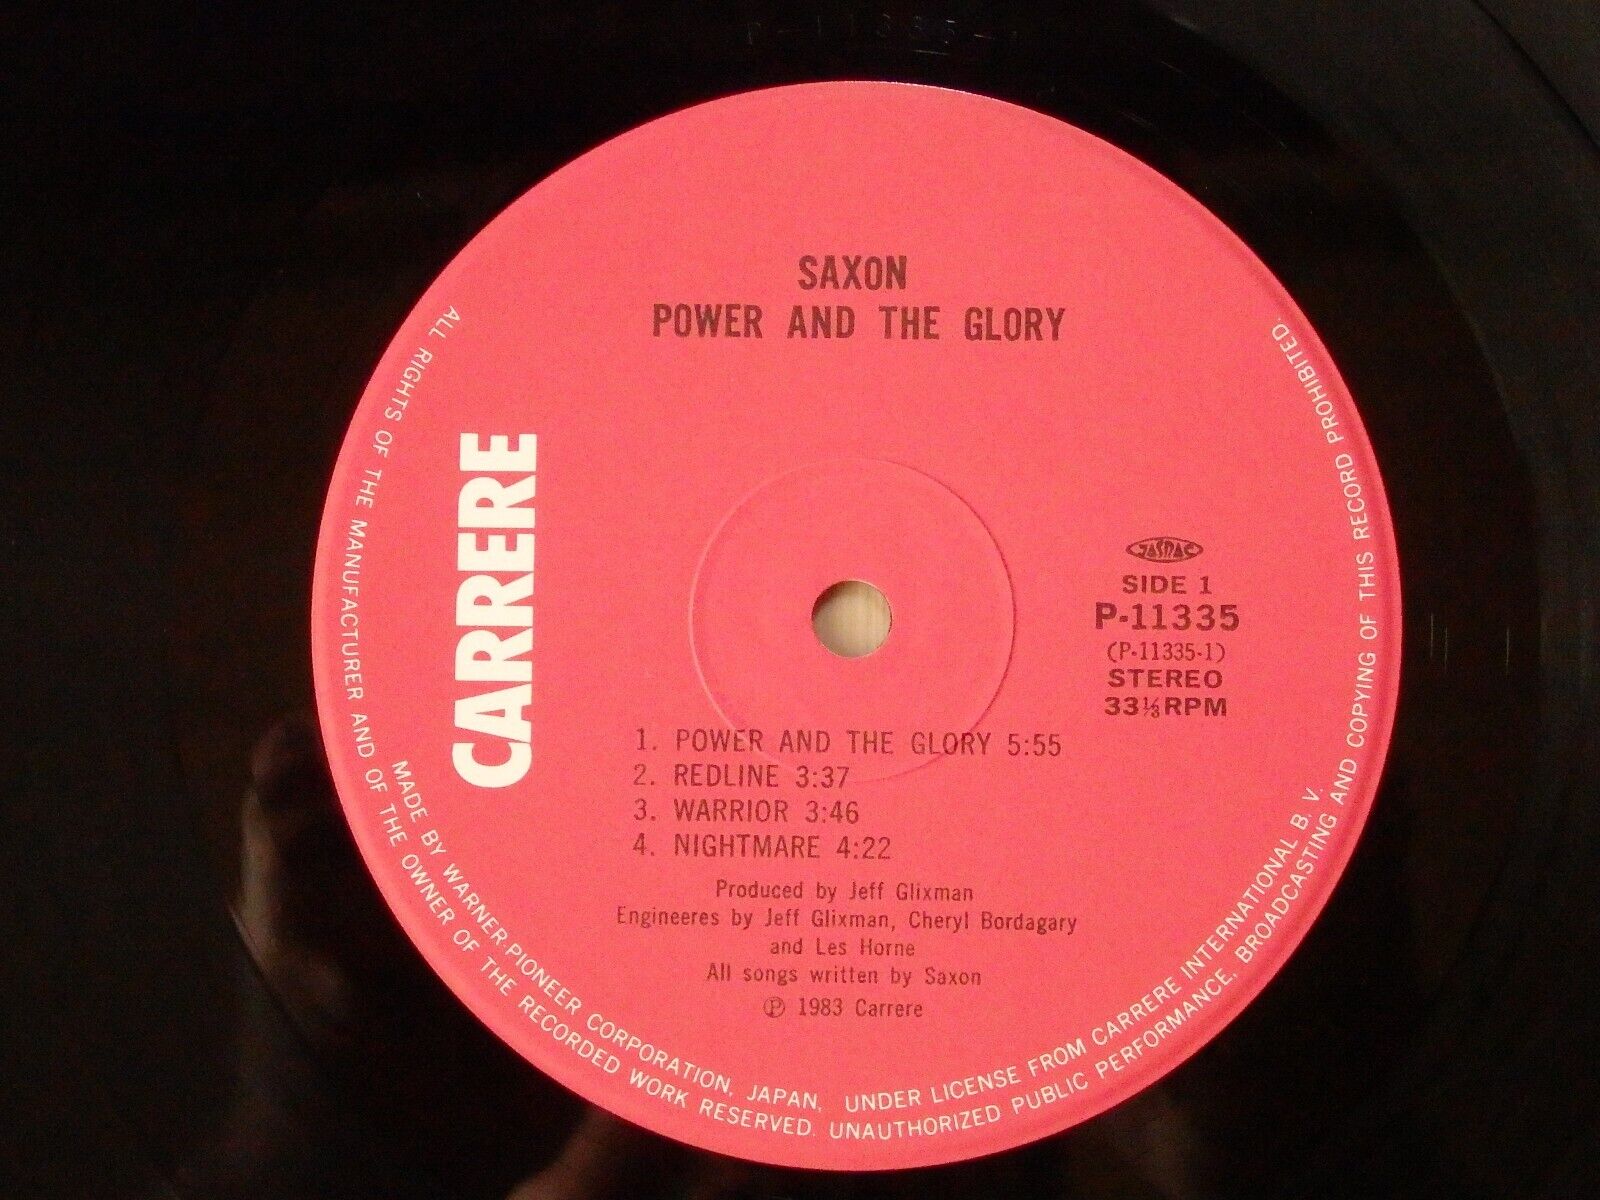 SAXON
POWER AND THE GLORY
CARRERE
JASRAC
SIDE 1
P-11335
(P-11335-1)
STEREO
33⅓RPM
1. POWER AND THE GLORY 5:55
2. REDLINE 3:37
3. WARRIOR 3:46
4. NIGHTMARE 4:22
Produced by Jeff Glixman
Engineeres by Jeff Glixman, Cheryl Bordagary
and Les Horne
All songs written by Saxon
Ⓟ 1983 Carrere
MADE BY WARNER-PIONEER CORPORATION, JAPAN, UNDER LICENSE FROM CARRERE INTERNATIONAL B. V.
ALL RIGHTS OF THE MANUFACTURER AND OF THE OWNER OF THE RECORDED WORK RESERVED. UNAUTHORIZED PUBLIC PERFORMANCE, BROADCASTING AND COPYING OF THIS RECORD PROHIBITED.